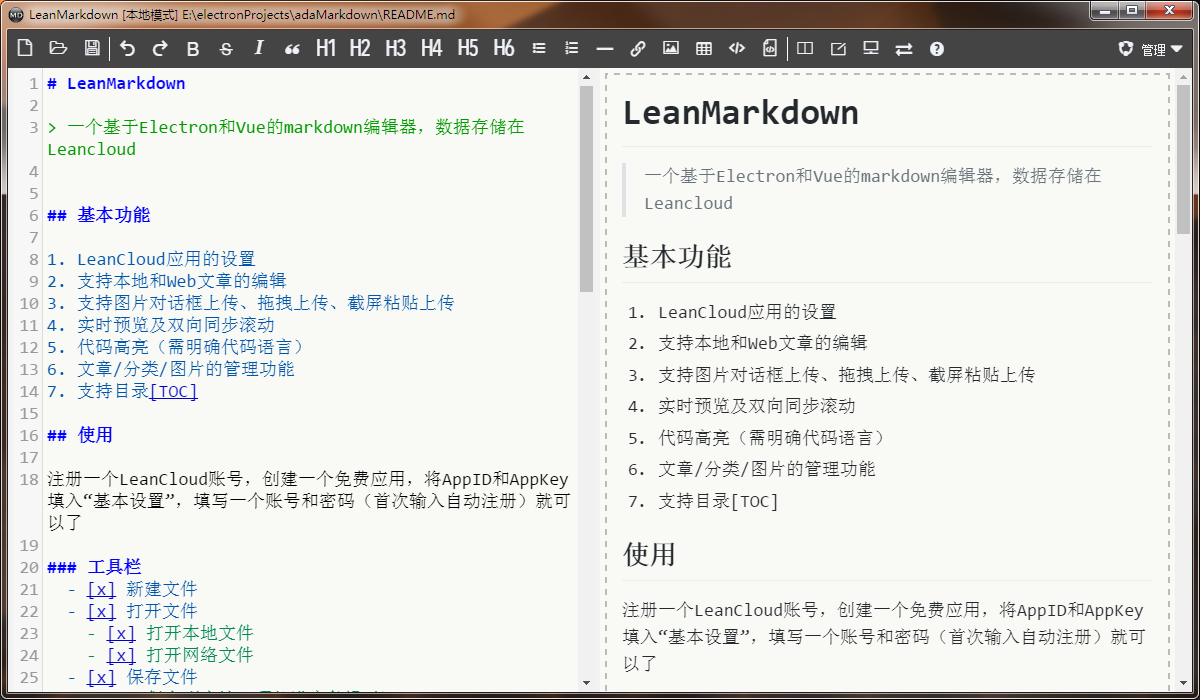 LeanMarkdown [本地模式] E:\electronProjects\adaMarkdown\README.md
B S I H1 H2 H3 H4 H5 H6 管理
1 # LeanMarkdown
2
3 > 一个基于Electron和Vue的markdown编辑器，数据存储在
Leancloud
4
5
6 ## 基本功能
7
8 1. LeanCloud应用的设置
9 2. 支持本地和Web文章的编辑
10 3. 支持图片对话框上传、拖拽上传、截屏粘贴上传
11 4. 实时预览及双向同步滚动
12 5. 代码高亮（需明确代码语言）
13 6. 文章/分类/图片的管理功能
14 7. 支持目录[TOC]
15
16 ## 使用
17
18 注册一个LeanCloud账号，创建一个免费应用，将AppID和AppKey
填入“基本设置”，填写一个账号和密码（首次输入自动注册）就可
以了
19
20 ### 工具栏
21 - [x] 新建文件
22 - [x] 打开文件
23 - [x] 打开本地文件
24 - [x] 打开网络文件
25 - [x] 保存文件
LeanMarkdown
一个基于Electron和Vue的markdown编辑器，数据存储在
Leancloud
基本功能
1. LeanCloud应用的设置
2. 支持本地和Web文章的编辑
3. 支持图片对话框上传、拖拽上传、截屏粘贴上传
4. 实时预览及双向同步滚动
5. 代码高亮（需明确代码语言）
6. 文章/分类/图片的管理功能
7. 支持目录[TOC]
使用
注册一个LeanCloud账号，创建一个免费应用，将AppID和AppKey
填入“基本设置”，填写一个账号和密码（首次输入自动注册）就可
以了